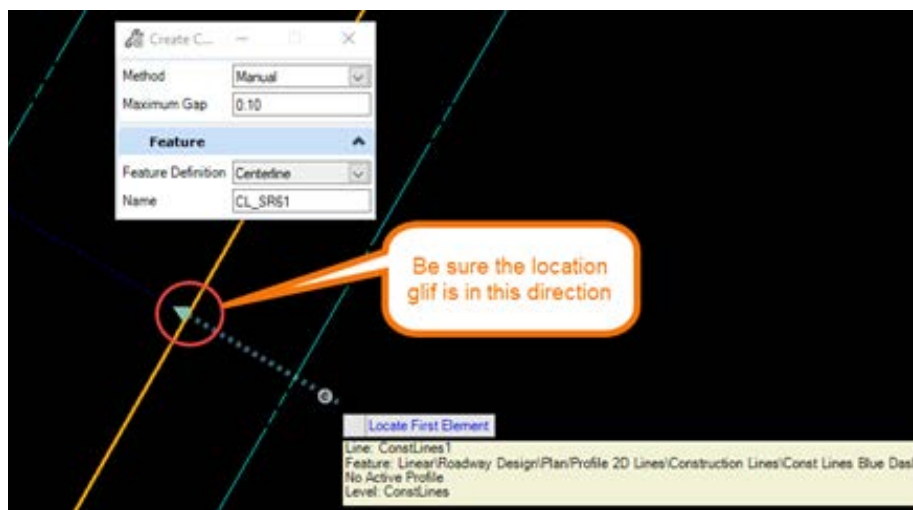 Create C...
Method Manual
Maximum Gap 0.10
Feature
Feature Definition Centerline
Name CL_SR61
Be sure the location
glif is in this direction
Locate First Element
Line: ConstLines1
Feature: Linear\Roadway Design\Plan/Profile 2D Lines\Construction Lines\Const Lines Blue Das
No Active Profile
Level: ConstLines